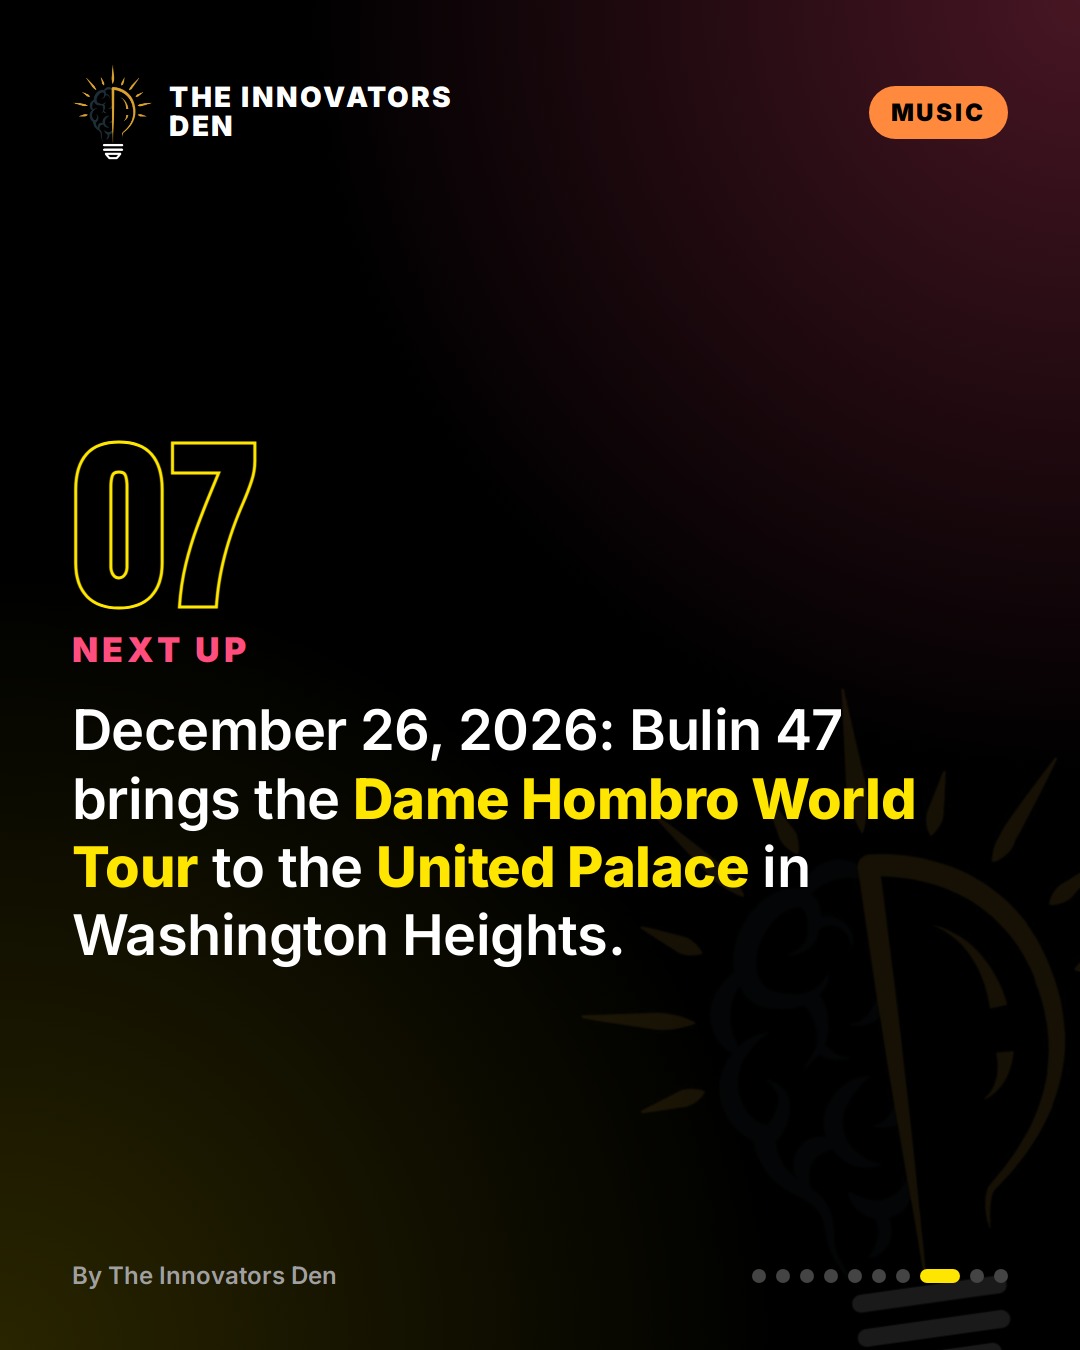 THE INNOVATORS
DEN
MUSIC
07
NEXT UP
December 26, 2026: Bulin 47
brings the Dame Hombro World
Tour to the United Palace in
Washington Heights.
By The Innovators Den